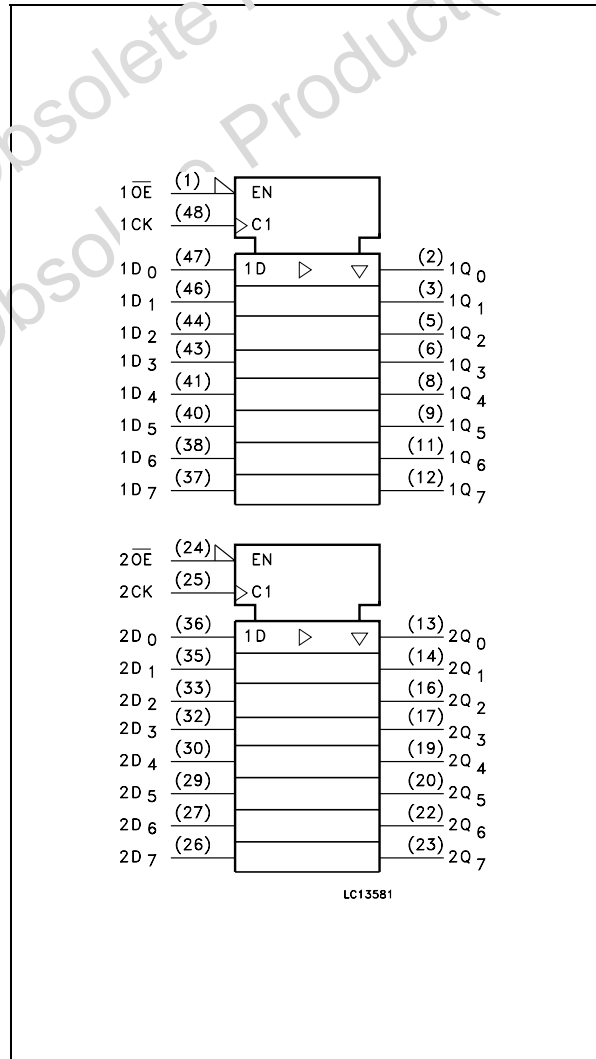 Obsolete Product(
Obsolete Product(
1OE (1) EN
1CK (48) C1
1D0 (47) 1D (2) 1Q0
1D1 (46) (3) 1Q1
1D2 (44) (5) 1Q2
1D3 (43) (6) 1Q3
1D4 (41) (8) 1Q4
1D5 (40) (9) 1Q5
1D6 (38) (11) 1Q6
1D7 (37) (12) 1Q7
2OE (24) EN
2CK (25) C1
2D0 (36) 1D (13) 2Q0
2D1 (35) (14) 2Q1
2D2 (33) (16) 2Q2
2D3 (32) (17) 2Q3
2D4 (30) (19) 2Q4
2D5 (29) (20) 2Q5
2D6 (27) (22) 2Q6
2D7 (26) (23) 2Q7
LC13581